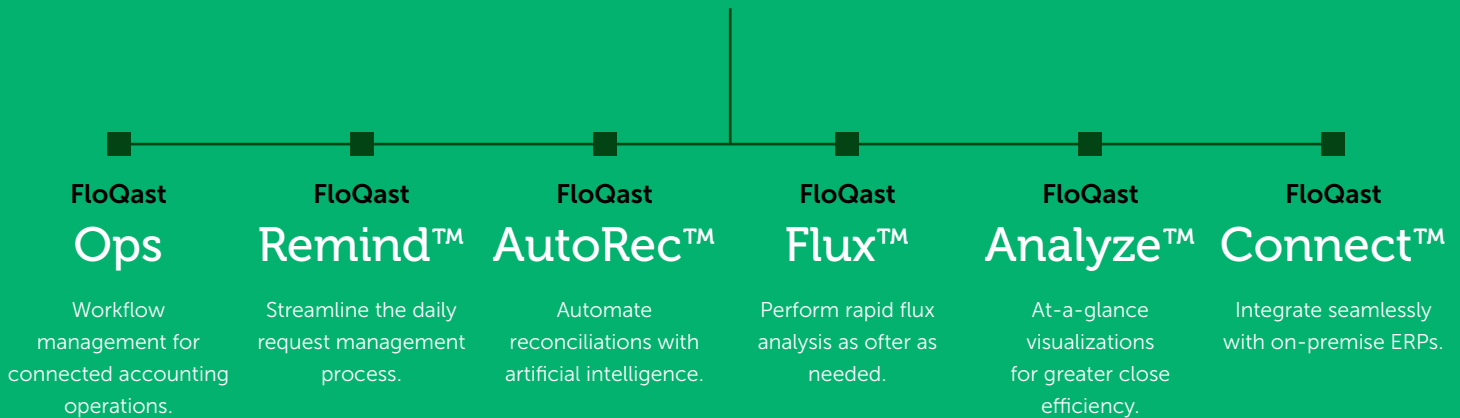 FloQast
Ops
Workflow
management for
connected accounting
operations.
FloQast
Remind™
Streamline the daily
request management
process.
FloQast
AutoRec™
Automate
reconciliations with
artificial intelligence.
FloQast
Flux™
Perform rapid flux
analysis as ofter as
needed.
FloQast
Analyze™
At-a-glance
visualizations
for greater close
efficiency.
FloQast
Connect™
Integrate seamlessly
with on-premise ERPs.